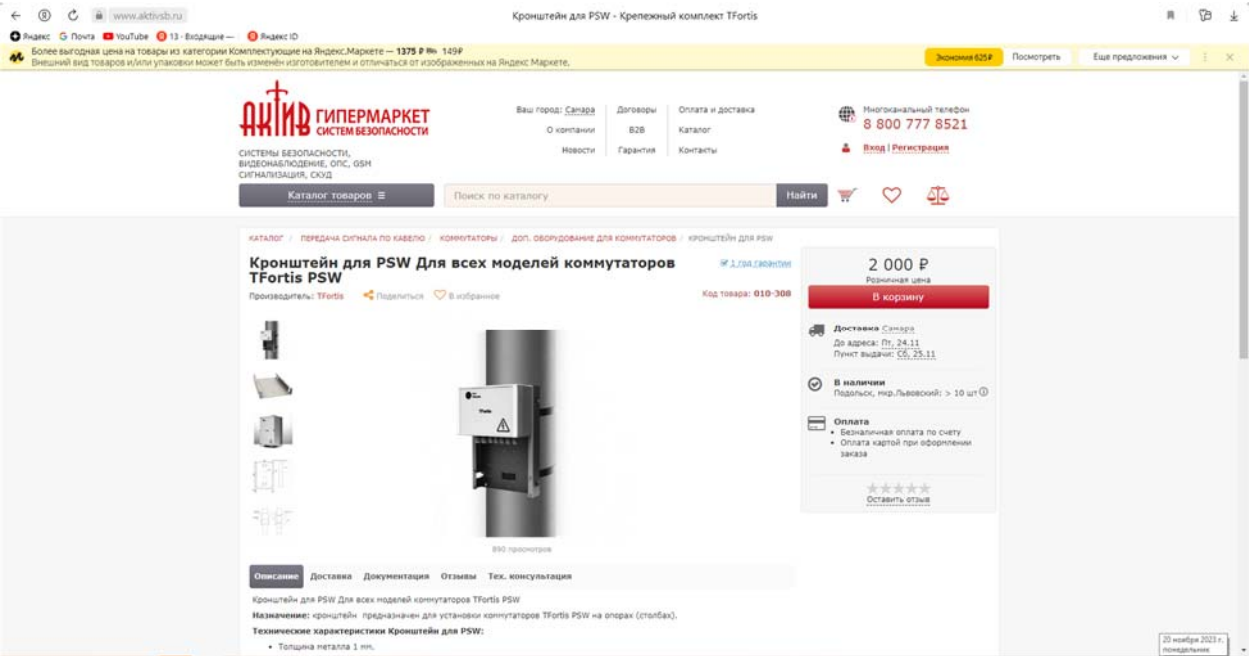 www.aktivsb.ru
Кронштейн для PSW - Крепежный комплект TFortis
Яндекс
Почта
YouTube
13 · Входящие —
Яндекс ID
Более выгодная цена на товары из категории Комплектующие на Яндекс.Маркете — 1375 ₽ 149₽
Внешний вид товаров и/или упаковки может быть изменён изготовителем и отличаться от изображенных на Яндекс Маркете.
Экономия 625₽
Посмотреть
Еще предложения
АКТИВ ГИПЕРМАРКЕТ
СИСТЕМ БЕЗОПАСНОСТИ
СИСТЕМЫ БЕЗОПАСНОСТИ,
ВИДЕОНАБЛЮДЕНИЕ, ОПС, GSM
СИГНАЛИЗАЦИЯ, СКУД
Ваш город: Самара
Договоры
Оплата и доставка
О компании
B2B
Каталог
Новости
Гарантия
Контакты
Многоканальный телефон
8 800 777 8521
Вход | Регистрация
Каталог товаров
Поиск по каталогу
Найти
КАТАЛОГ / ПЕРЕДАЧА СИГНАЛА ПО КАБЕЛЮ / КОММУТАТОРЫ / ДОП. ОБОРУДОВАНИЕ ДЛЯ КОММУТАТОРОВ / КРОНШТЕЙН ДЛЯ PSW
Кронштейн для PSW Для всех моделей коммутаторов
TFortis PSW
1 год гарантии
Производитель: TFortis
Поделиться
В избранное
Код товара: 010-308
2 000 ₽
Розничная цена
В корзину
Доставка Самара
До адреса: Пт, 24.11
Пункт выдачи: Сб, 25.11
В наличии
Подольск, мкр.Львовский: > 10 шт
Оплата
• Безналичная оплата по счету
• Оплата картой при оформлении
заказа
Оставить отзыв
TFortis
890 просмотров
Описание
Доставка
Документация
Отзывы
Тех. консультация
Кронштейн для PSW Для всех моделей коммутаторов TFortis PSW
Назначение: кронштейн предназначен для установки коммутаторов TFortis PSW на опорах (столбах).
Технические характеристики Кронштейн для PSW:
• Толщина металла 1 мм.
20 ноября 2023 г.
понедельник